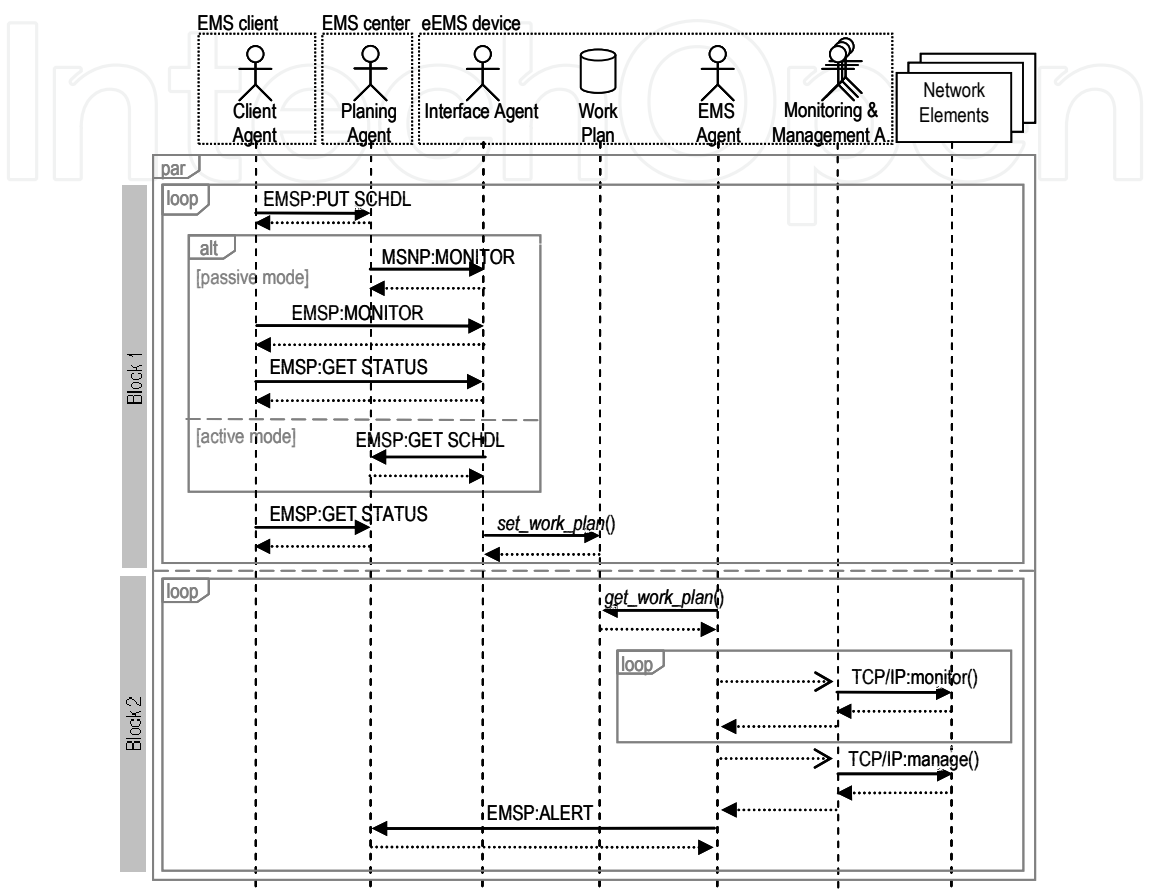 EMS client
EMS center
eEMS device
Client
Agent
Planing
Agent
Interface Agent
Work
Plan
EMS
Agent
Monitoring &
Management A
Network
Elements
IntechOpen
par
Block 1
loop
EMSP:PUT SCHDL
alt
[passive mode]
MSNP:MONITOR
EMSP:MONITOR
EMSP:GET STATUS
[active mode]
EMSP:GET SCHDL
EMSP:GET STATUS
set_work_plan()
Block 2
loop
get_work_plan()
loop
TCP/IP:monitor()
TCP/IP:manage()
EMSP:ALERT